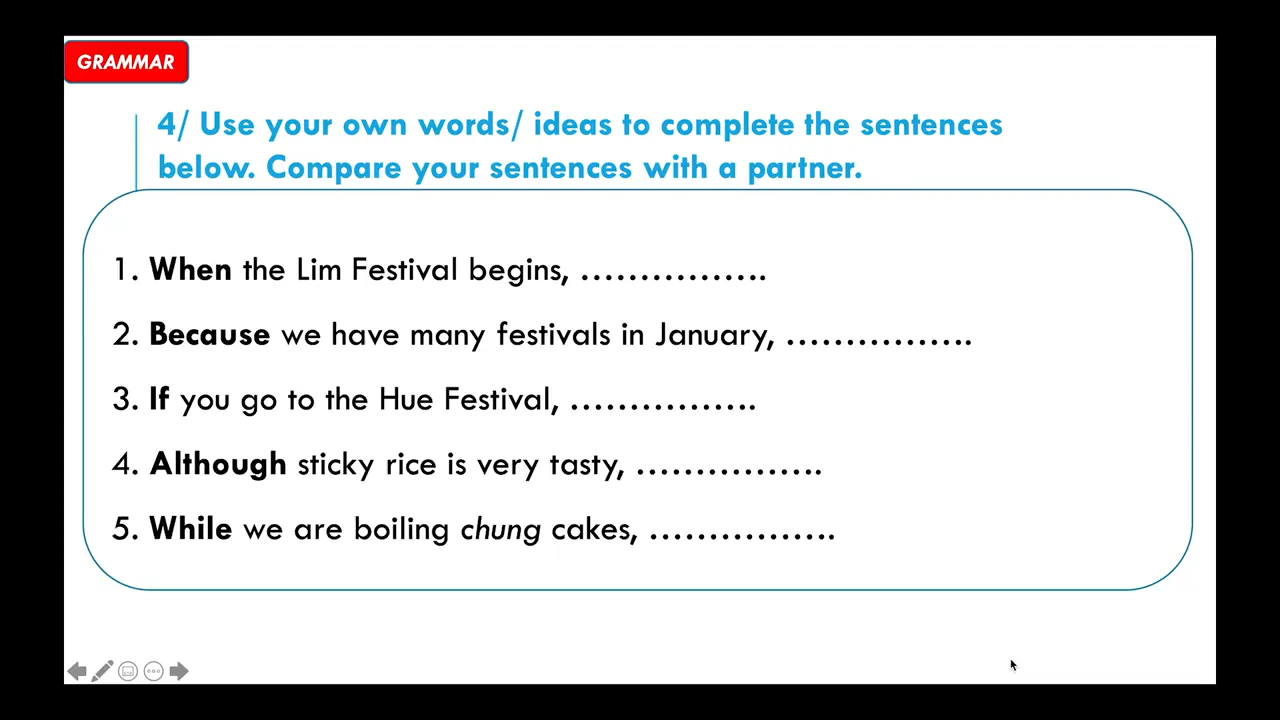 GRAMMAR
4/ Use your own words/ ideas to complete the sentences
below. Compare your sentences with a partner.
1. When the Lim Festival begins, …………….
2. Because we have many festivals in January, …………….
3. If you go to the Hue Festival, …………….
4. Although sticky rice is very tasty, …………….
5. While we are boiling chung cakes, …………….